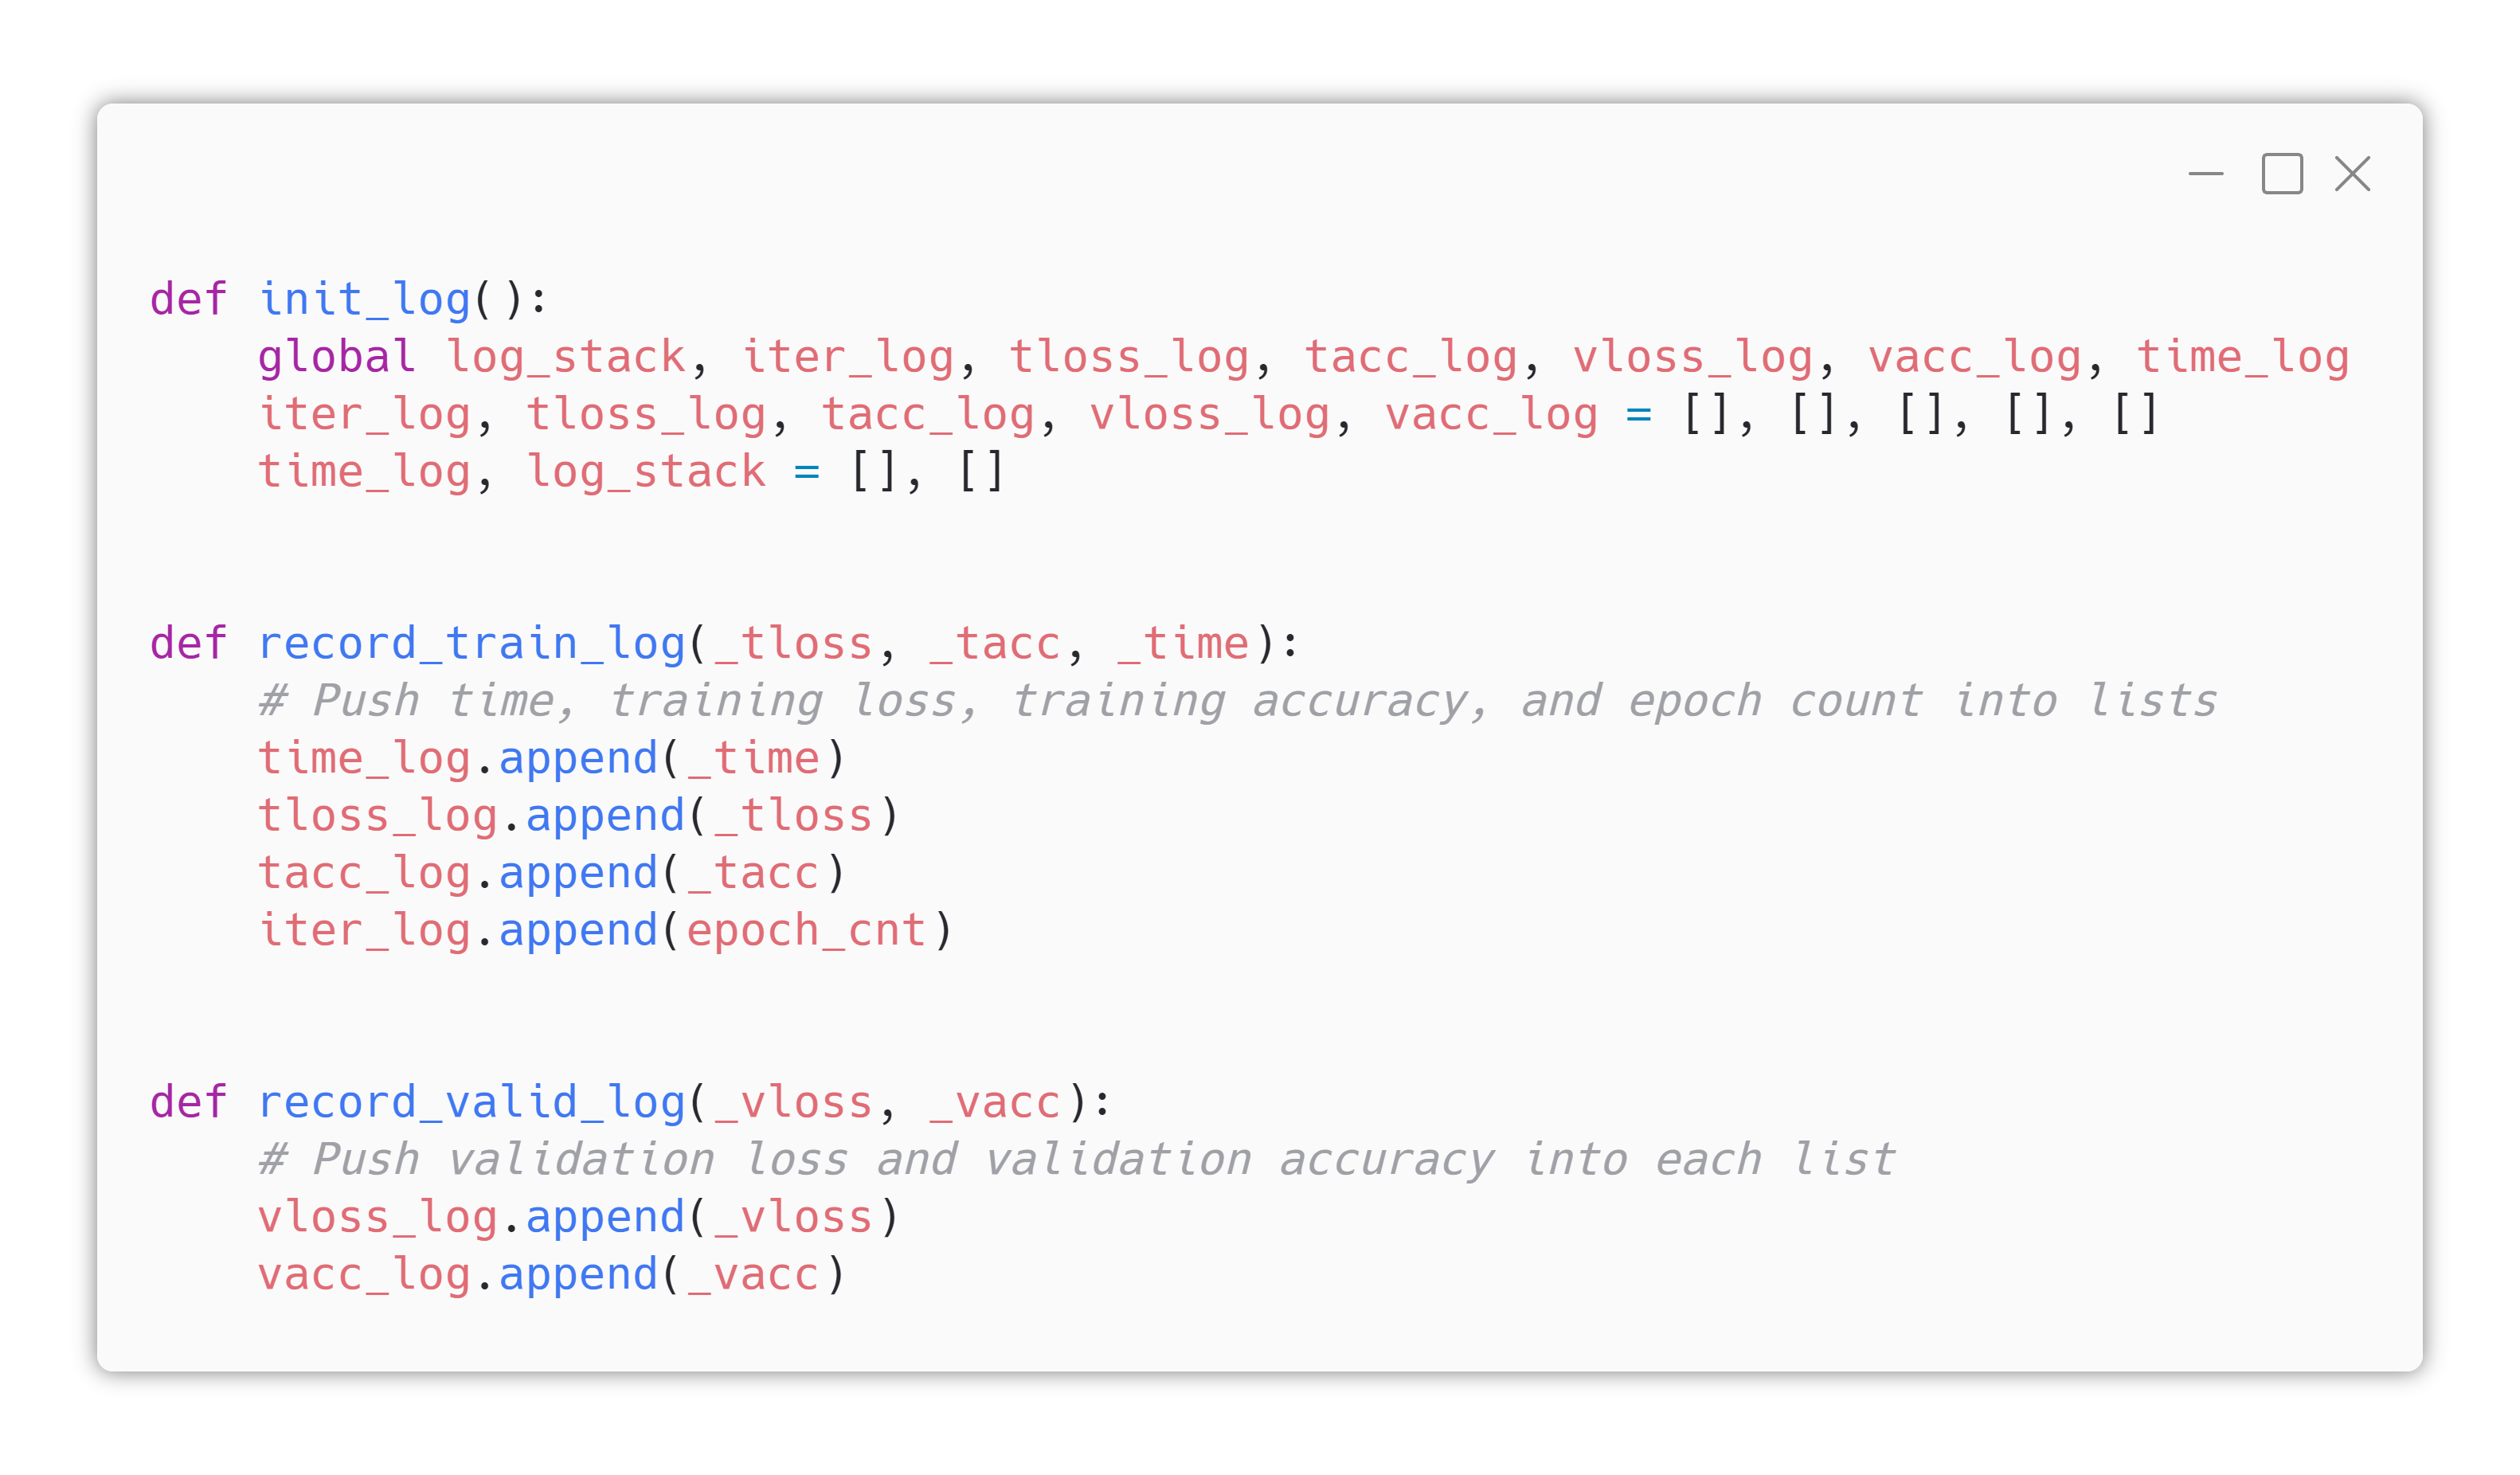 def init_log():
    global log_stack, iter_log, tloss_log, tacc_log, vloss_log, vacc_log, time_log
    iter_log, tloss_log, tacc_log, vloss_log, vacc_log = [], [], [], [], []
    time_log, log_stack = [], []
def record_train_log(_tloss, _tacc, _time):
    # Push time, training loss, training accuracy, and epoch count into lists
    time_log.append(_time)
    tloss_log.append(_tloss)
    tacc_log.append(_tacc)
    iter_log.append(epoch_cnt)
def record_valid_log(_vloss, _vacc):
    # Push validation loss and validation accuracy into each list
    vloss_log.append(_vloss)
    vacc_log.append(_vacc)